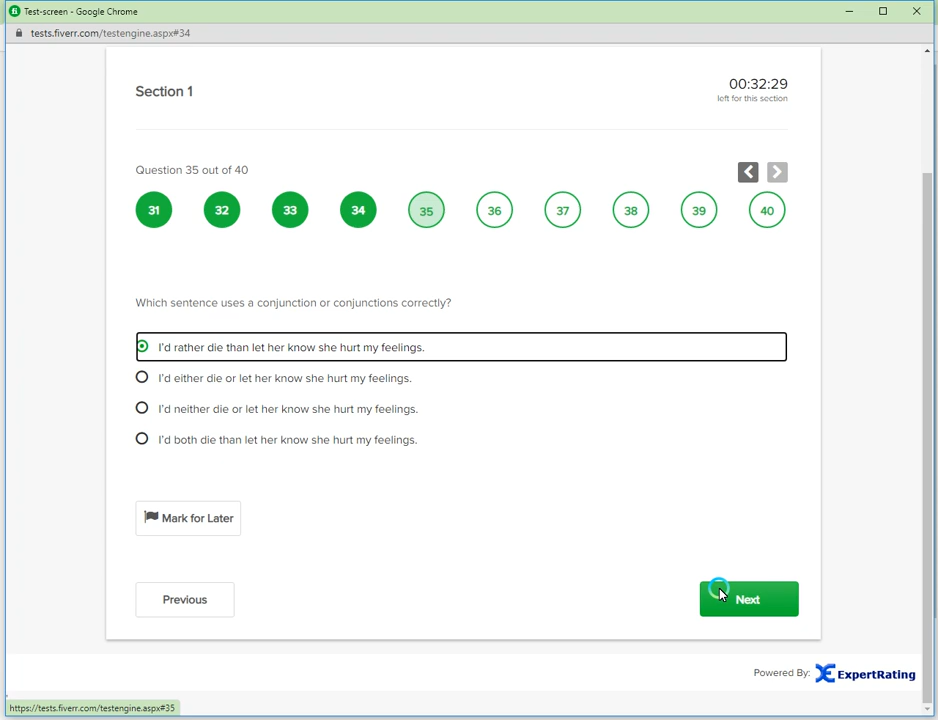 Test-screen - Google Chrome
tests.fiverr.com/testengine.aspx#34
Section 1
00:32:29
left for this section
Question 35 out of 40
31 32 33 34 35 36 37 38 39 40
Which sentence uses a conjunction or conjunctions correctly?
I'd rather die than let her know she hurt my feelings.
I'd either die or let her know she hurt my feelings.
I'd neither die or let her know she hurt my feelings.
I'd both die than let her know she hurt my feelings.
Mark for Later
Previous
Next
Powered By: ExpertRating
https://tests.fiverr.com/testengine.aspx#35